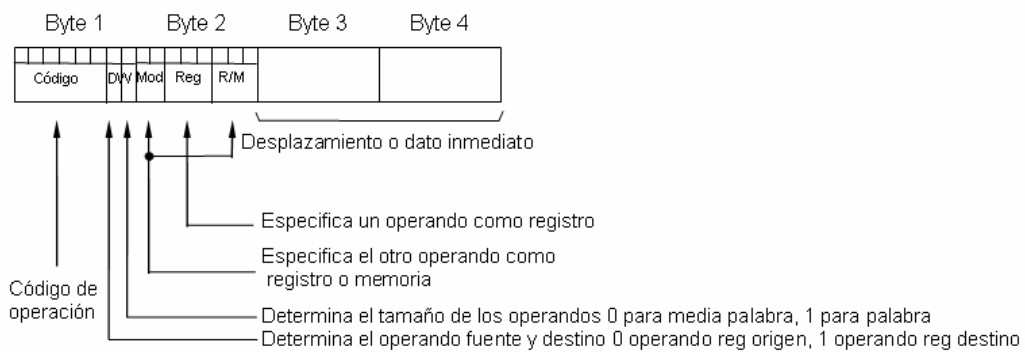 Byte 1 Byte 2 Byte 3 Byte 4
Código D W Mod Reg R/M
Desplazamiento o dato inmediato
Especifica un operando como registro
Especifica el otro operando como
registro o memoria
Código de
operación
Determina el tamaño de los operandos 0 para media palabra, 1 para palabra
Determina el operando fuente y destino 0 operando reg origen, 1 operando reg destino